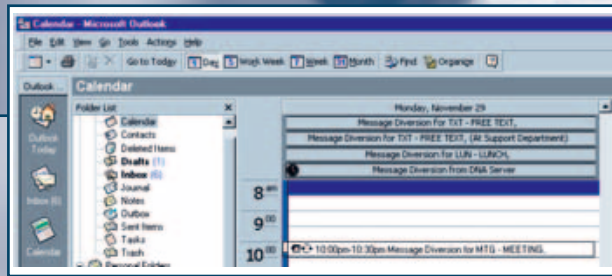 Calendar - Microsoft Outlook
File Edit View Go Tools Actions Help
Go to Today 1 Day 5 Work Week 7 Week 31 Month Find Organize
Outlook ... Calendar
Folder List X
Monday, November 29
Message Diversion for TXT - FREE TEXT,
Message Diversion for TXT - FREE TEXT, (At Support Department)
Message Diversion for LUN - LUNCH,
Message Diversion from DNA Server
Outlook Today
Inbox (6)
Calendar
Calendar
Contacts
Deleted Items
Drafts (1)
Inbox (6)
Journal
Notes
Outbox
Sent Items
Tasks
Trash
Personal Folders
8 am
9 00
10 00 10:00pm-10:30pm Message Diversion for MTG - MEETING,